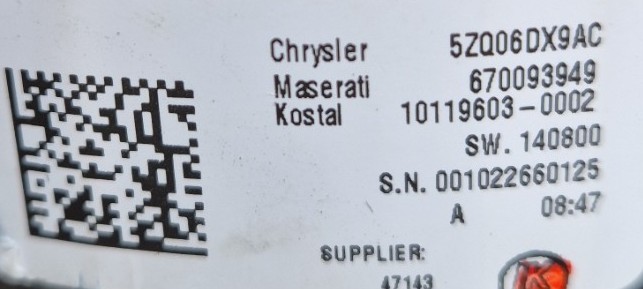 Chrysler 5ZQ06DX9AC
Maserati 670093949
Kostal 10119603-0002
SW. 140800
S.N. 001022660125
A 08:47
SUPPLIER:
47143